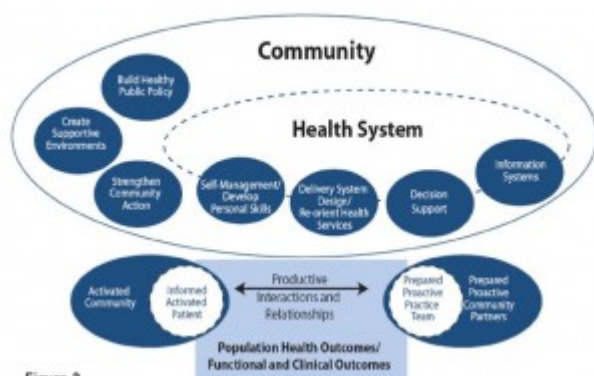 Community
Build Healthy
Public Policy
Create
Supportive
Environments
Strengthen
Community
Action
Health System
Self-Management/
Develop
Personal Skills
Delivery System
Design/
Re-orient Health
Services
Decision
Support
Information
Systems
Activated
Community
Informed
Activated
Patient
Productive
Interactions and
Relationships
Prepared
Proactive
Practice
Team
Prepared
Proactive
Community
Partners
Population Health Outcomes/
Functional and Clinical Outcomes